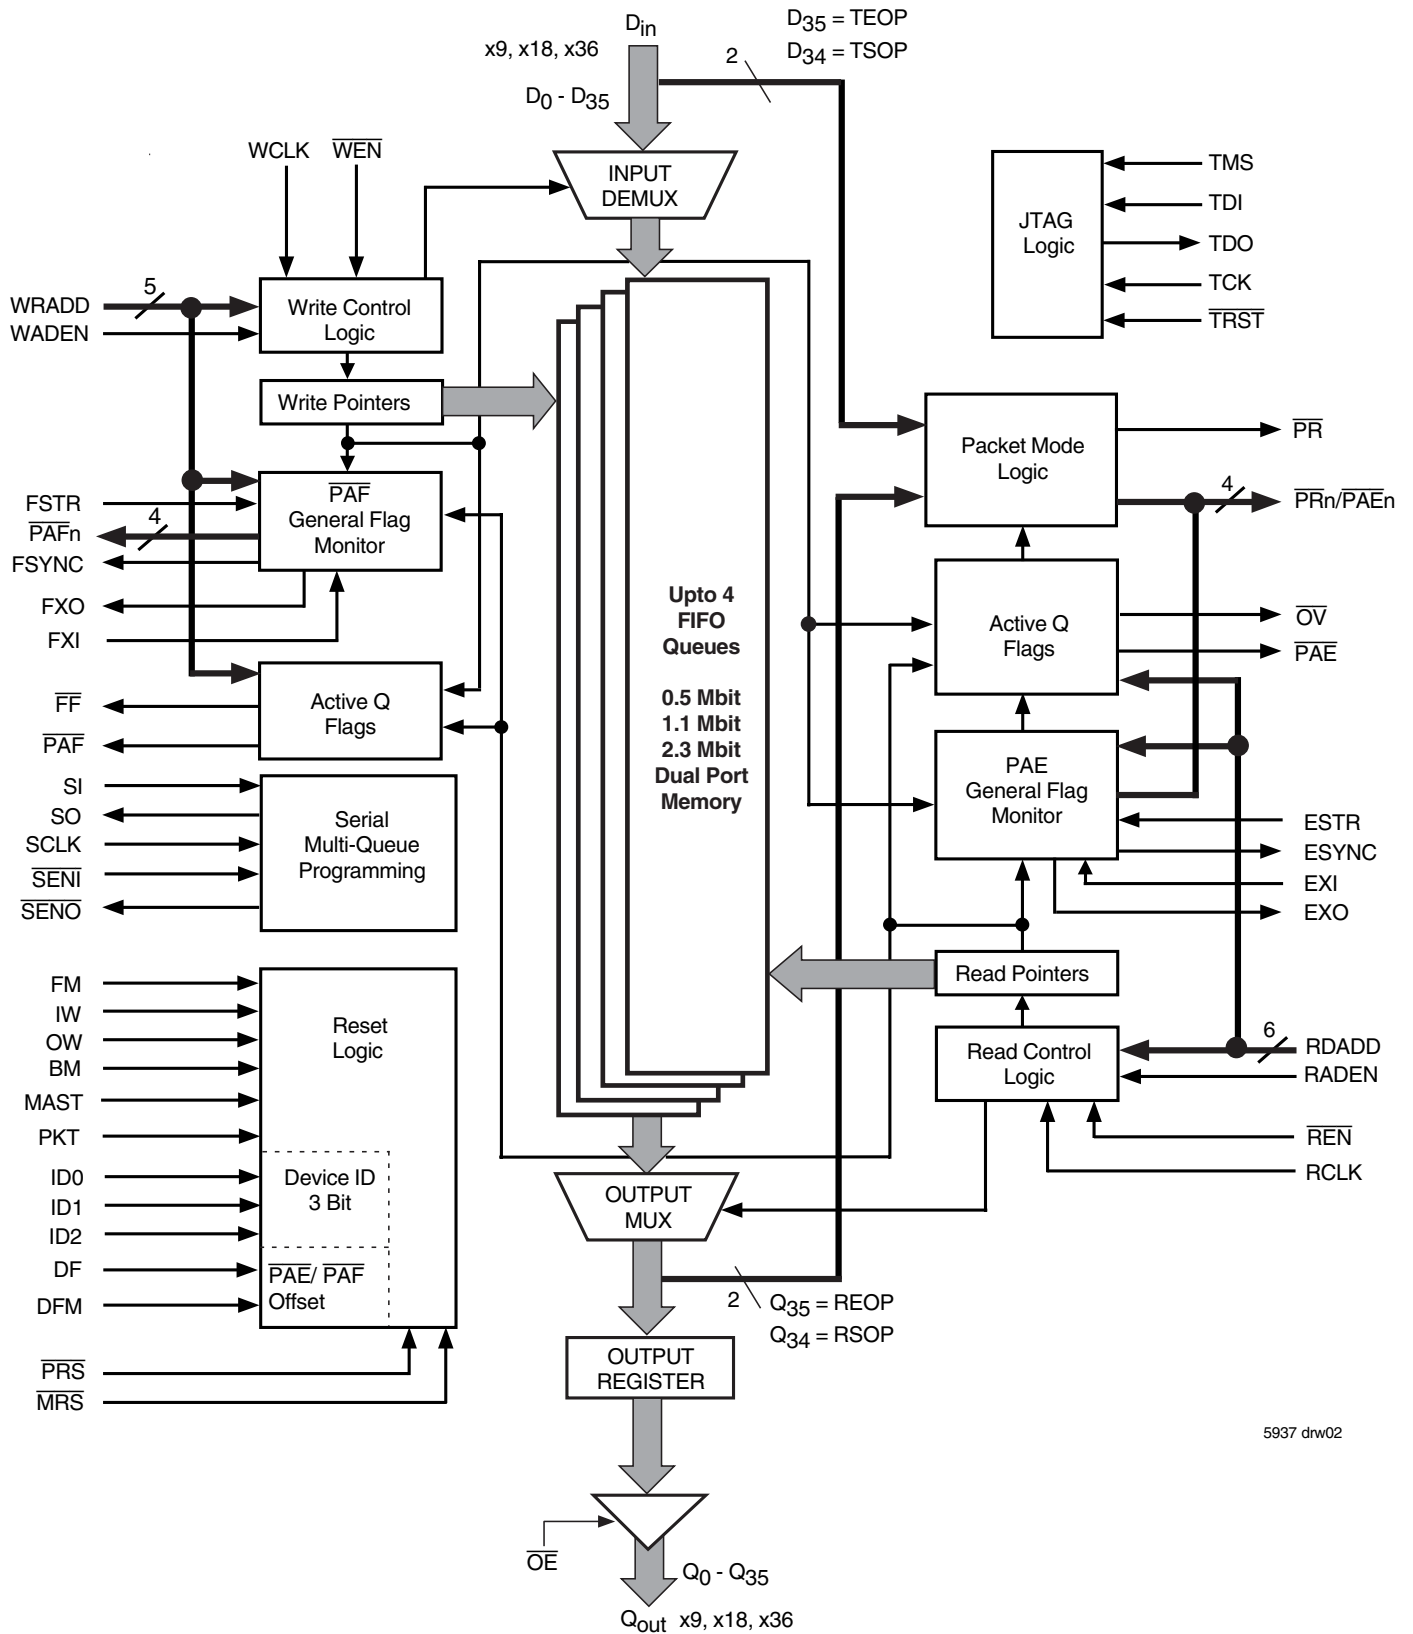 Din
x9, x18, x36
D0 - D35
D35 = TEOP
D34 = TSOP
2
WCLK
WEN
INPUT
DEMUX
WRADD
5
WADEN
Write Control
Logic
Write Pointers
FSTR
PAFn
4
FSYNC
FXO
FXI
PAF
General Flag
Monitor
FF
PAF
Active Q
Flags
SI
SO
SCLK
SENI
SENO
Serial
Multi-Queue
Programming
FM
IW
OW
BM
MAST
PKT
ID0
ID1
ID2
DF
DFM
Reset
Logic
Device ID
3 Bit
PAE/ PAF
Offset
PRS
MRS
Upto 4
FIFO
Queues
0.5 Mbit
1.1 Mbit
2.3 Mbit
Dual Port
Memory
JTAG
Logic
TMS
TDI
TDO
TCK
TRST
Packet Mode
Logic
PR
4
PRn/PAEn
Active Q
Flags
OV
PAE
PAE
General Flag
Monitor
ESTR
ESYNC
EXI
EXO
Read Pointers
Read Control
Logic
6
RDADD
RADEN
REN
RCLK
OUTPUT
MUX
2
Q35 = REOP
Q34 = RSOP
OUTPUT
REGISTER
OE
Q0 - Q35
Qout x9, x18, x36
5937 drw02